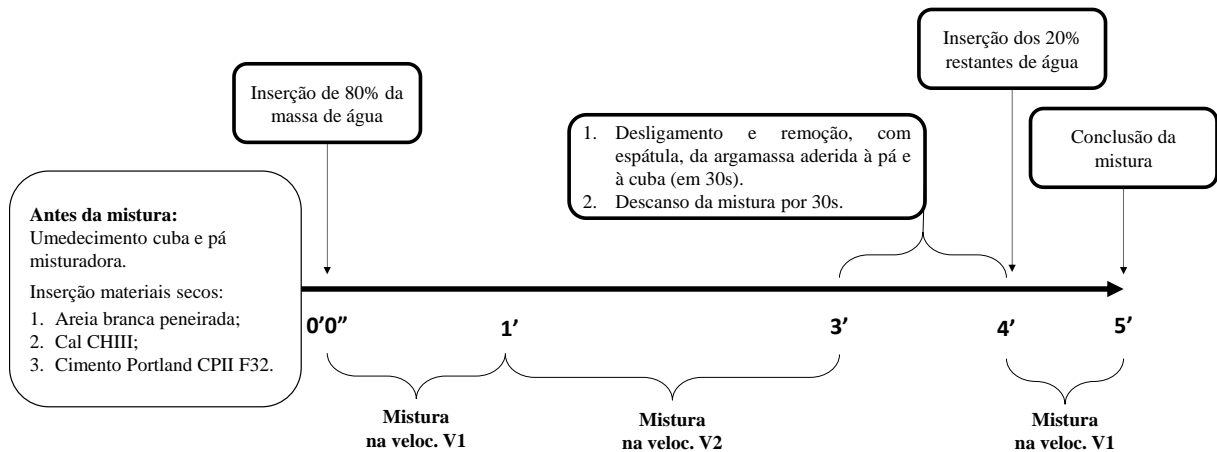 Antes da mistura:
Umedecimento cuba e pá
misturadora.
Inserção materiais secos:
1. Areia branca peneirada;
2. Cal CHIII;
3. Cimento Portland CPII F32.
Inserção de 80% da
massa de água
1. Desligamento e remoção, com
espátula, da argamassa aderida à pá e
à cuba (em 30s).
2. Descanso da mistura por 30s.
Inserção dos 20%
restantes de água
Conclusão da
mistura
0’0” 1’ 3’ 4’ 5’
Mistura
na veloc. V1
Mistura
na veloc. V2
Mistura
na veloc. V1